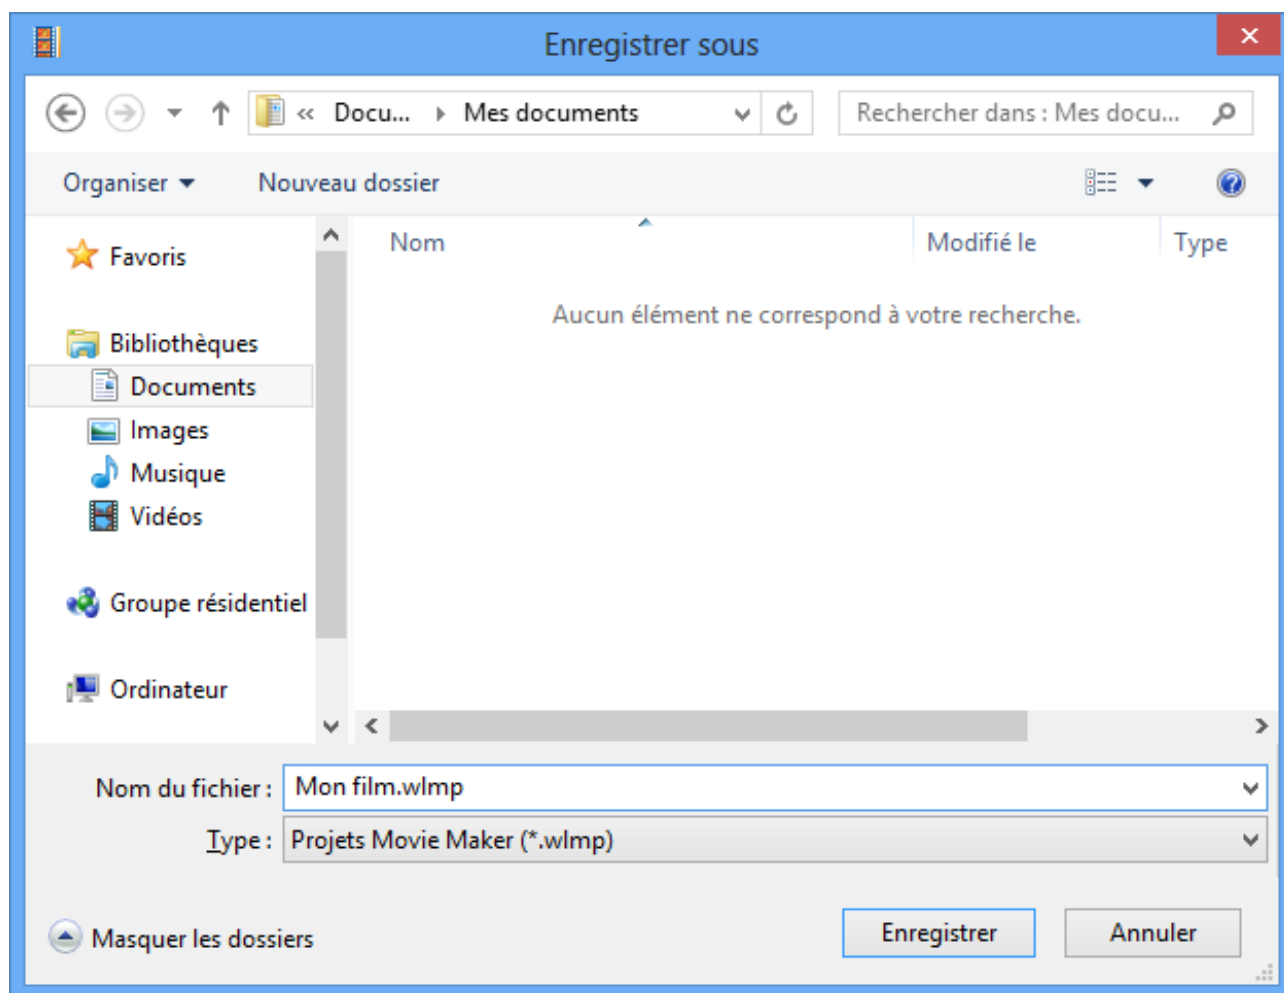 Enregistrer sous
« Docu... Mes documents
Rechercher dans : Mes docu...
Organiser
Nouveau dossier
Nom
Modifié le
Type
Favoris
Aucun élément ne correspond à votre recherche.
Bibliothèques
Documents
Images
Musique
Vidéos
Groupe résidentiel
Ordinateur
Nom du fichier : Mon film.wlmp
Type : Projets Movie Maker (*.wlmp)
Masquer les dossiers
Enregistrer
Annuler